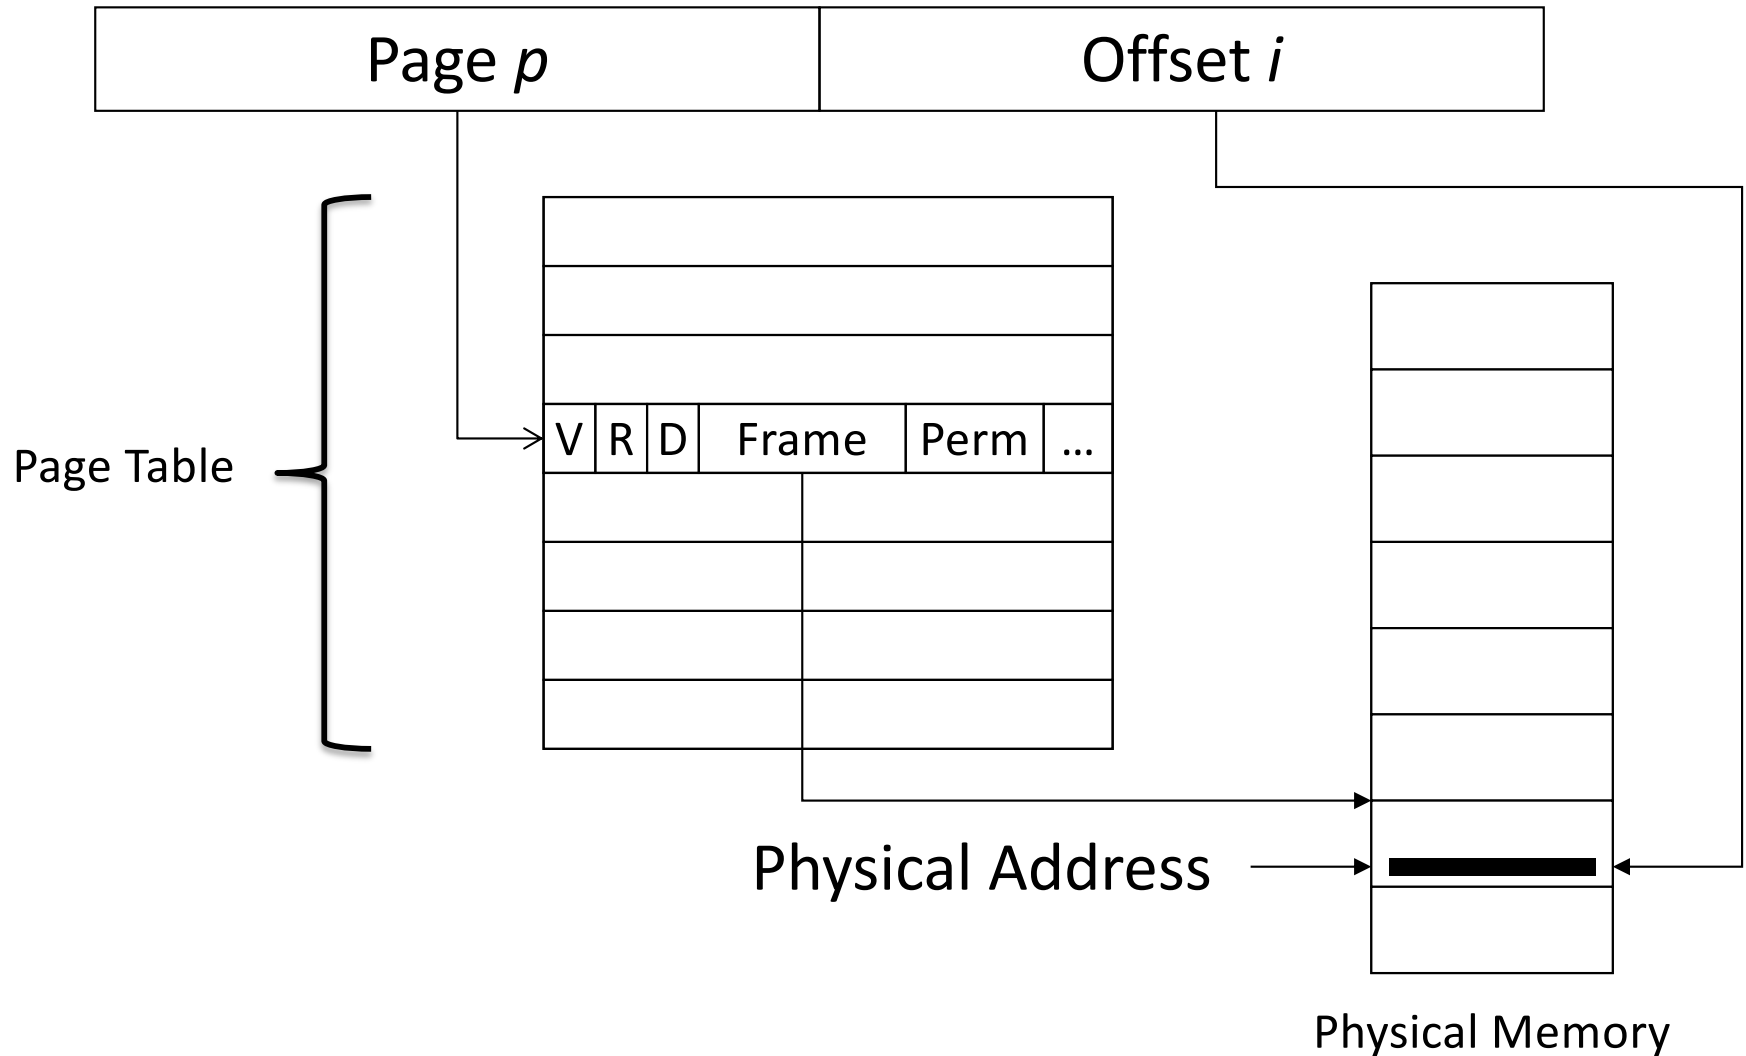 Page p
Offset i
V R D Frame Perm ...
Page Table
Physical Address
Physical Memory